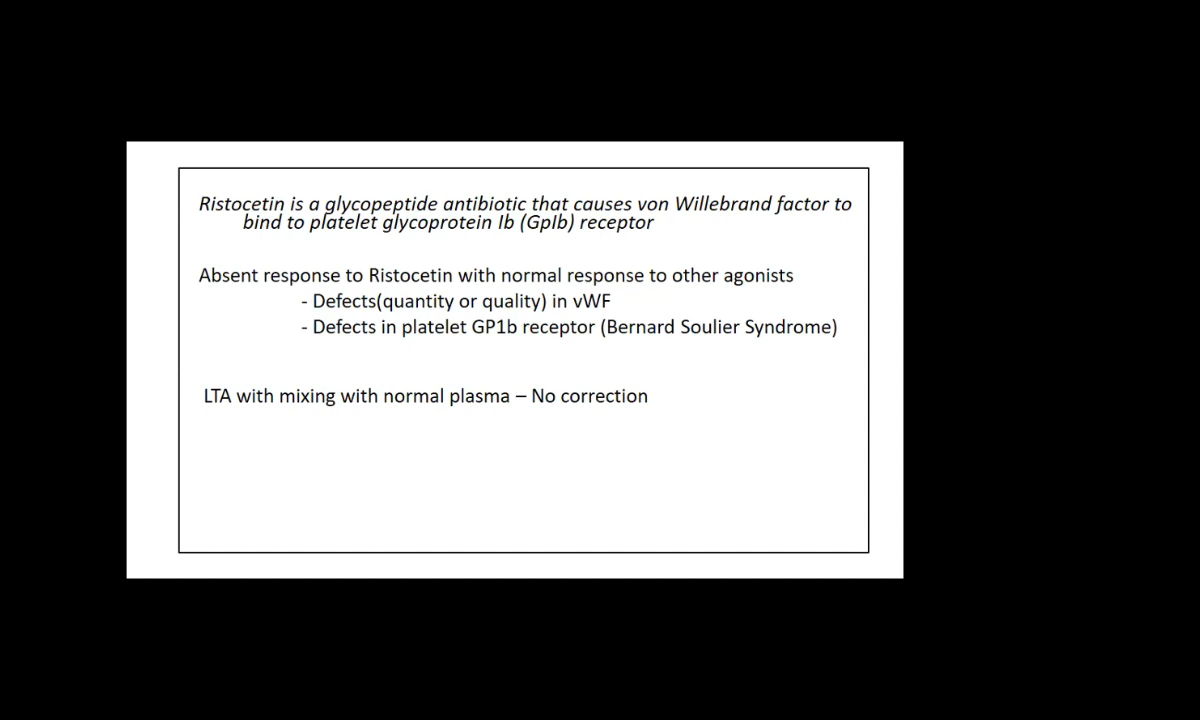 Ristocetin is a glycopeptide antibiotic that causes von Willebrand factor to
bind to platelet glycoprotein Ib (GpIb) receptor
Absent response to Ristocetin with normal response to other agonists
- Defects(quantity or quality) in vWF
- Defects in platelet GP1b receptor (Bernard Soulier Syndrome)
LTA with mixing with normal plasma – No correction